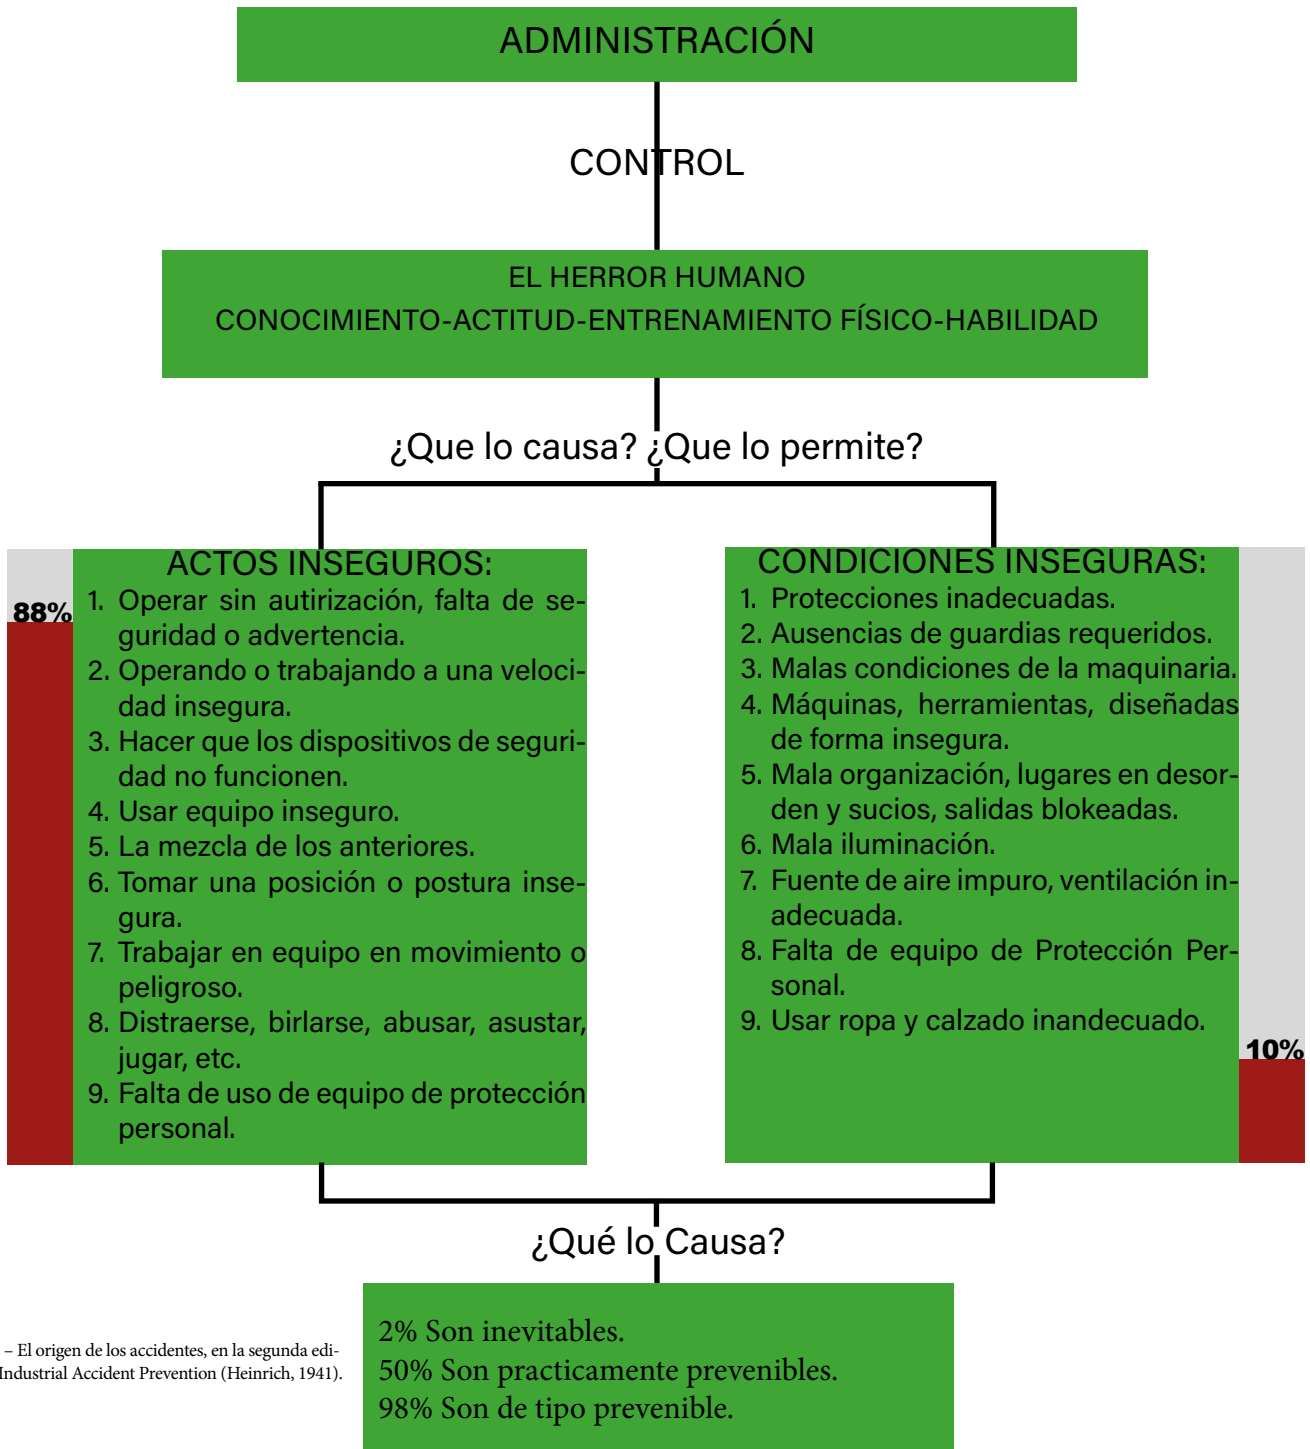 ADMINISTRACIÓN
CONTROL
EL HERROR HUMANO
CONOCIMIENTO-ACTITUD-ENTRENAMIENTO FÍSICO-HABILIDAD
¿Que lo causa? ¿Que lo permite?
88%
ACTOS INSEGUROS:
1. Operar sin autirización, falta de se-
guridad o advertencia.
2. Operando o trabajando a una veloci-
dad insegura.
3. Hacer que los dispositivos de seguri-
dad no funcionen.
4. Usar equipo inseguro.
5. La mezcla de los anteriores.
6. Tomar una posición o postura inse-
gura.
7. Trabajar en equipo en movimiento o
peligroso.
8. Distraerse, birlarse, abusar, asustar,
jugar, etc.
9. Falta de uso de equipo de protección
personal.
CONDICIONES INSEGURAS:
1. Protecciones inadecuadas.
2. Ausencias de guardias requeridos.
3. Malas condiciones de la maquinaria.
4. Máquinas, herramientas, diseñadas
de forma insegura.
5. Mala organización, lugares en desor-
den y sucios, salidas blokeadas.
6. Mala iluminación.
7. Fuente de aire impuro, ventilación in-
adecuada.
8. Falta de equipo de Protección Per-
sonal.
9. Usar ropa y calzado inandecuado.
10%
¿Qué lo Causa?
2% Son inevitables.
50% Son practicamente prevenibles.
98% Son de tipo prevenible.
– El origen de los accidentes, en la segunda edi-
Industrial Accident Prevention (Heinrich, 1941).